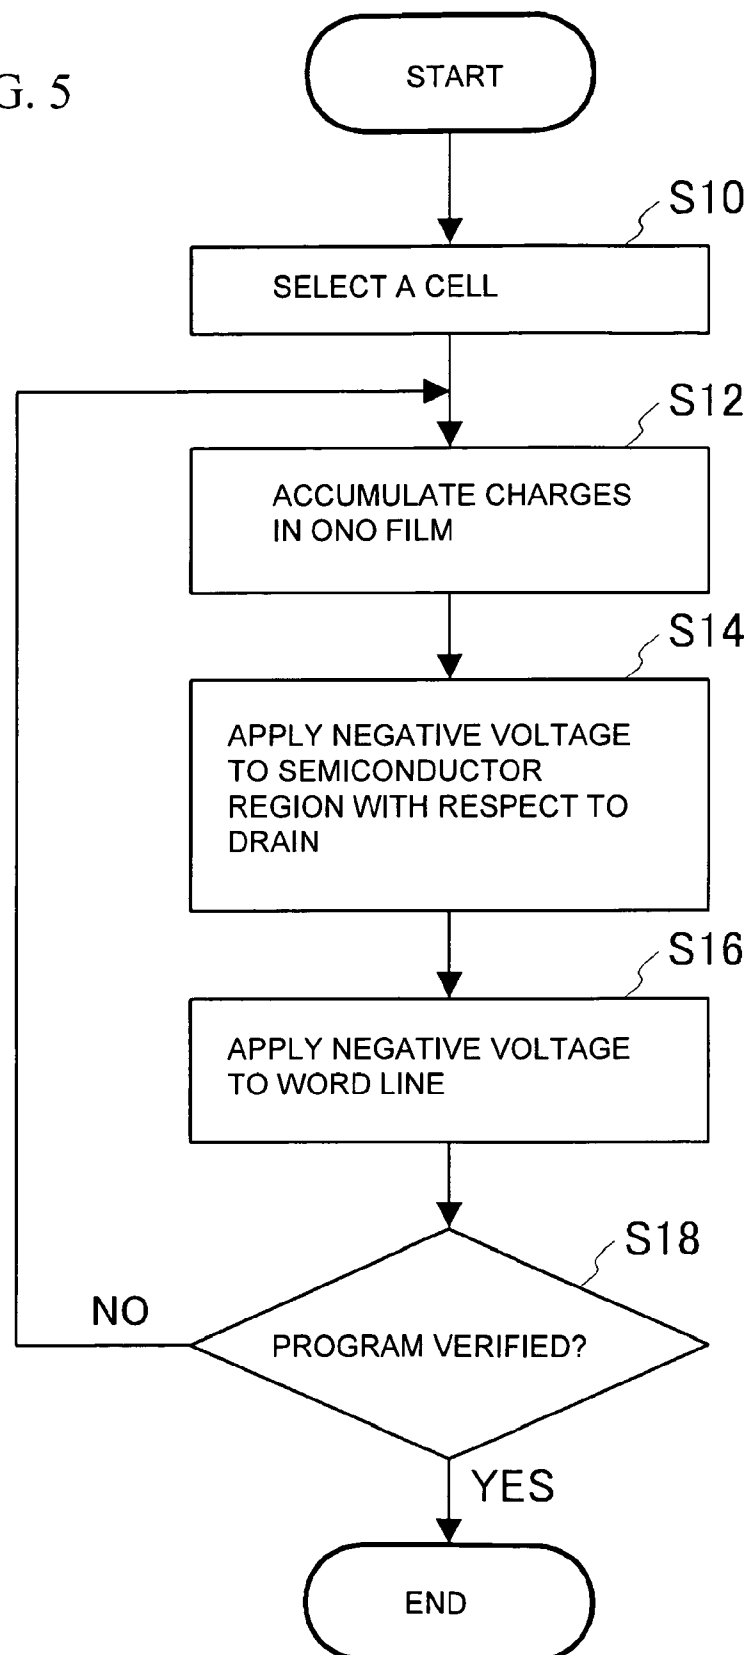 G. 5
START
S10
SELECT A CELL
S12
ACCUMULATE CHARGES
IN ONO FILM
S14
APPLY NEGATIVE VOLTAGE
TO SEMICONDUCTOR
REGION WITH RESPECT TO
DRAIN
S16
APPLY NEGATIVE VOLTAGE
TO WORD LINE
S18
NO
PROGRAM VERIFIED?
YES
END